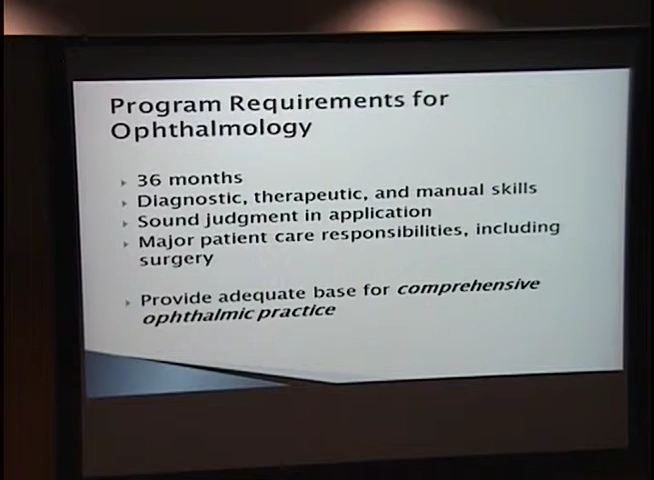 Program Requirements for
Ophthalmology
36 months
Diagnostic, therapeutic, and manual skills
Sound judgment in application
Major patient care responsibilities, including
surgery
Provide adequate base for comprehensive
ophthalmic practice